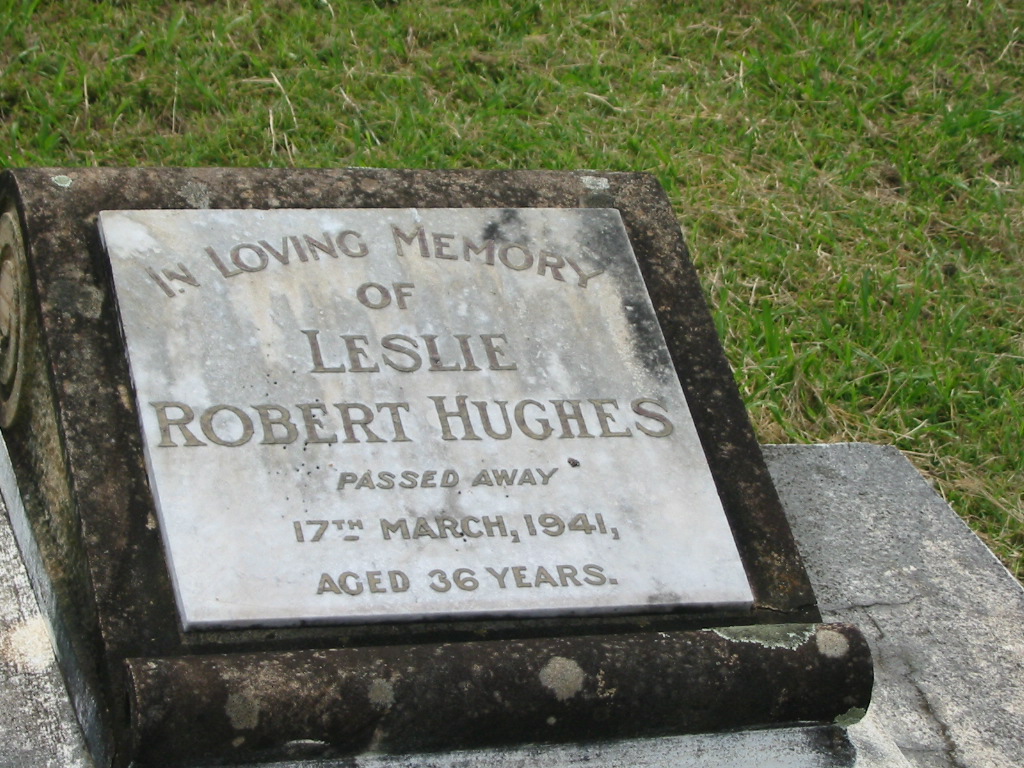 IN LOVING MEMORY
OF
LESLIE
ROBERT HUGHES
PASSED AWAY
17TH MARCH, 1941,
AGED 36 YEARS.